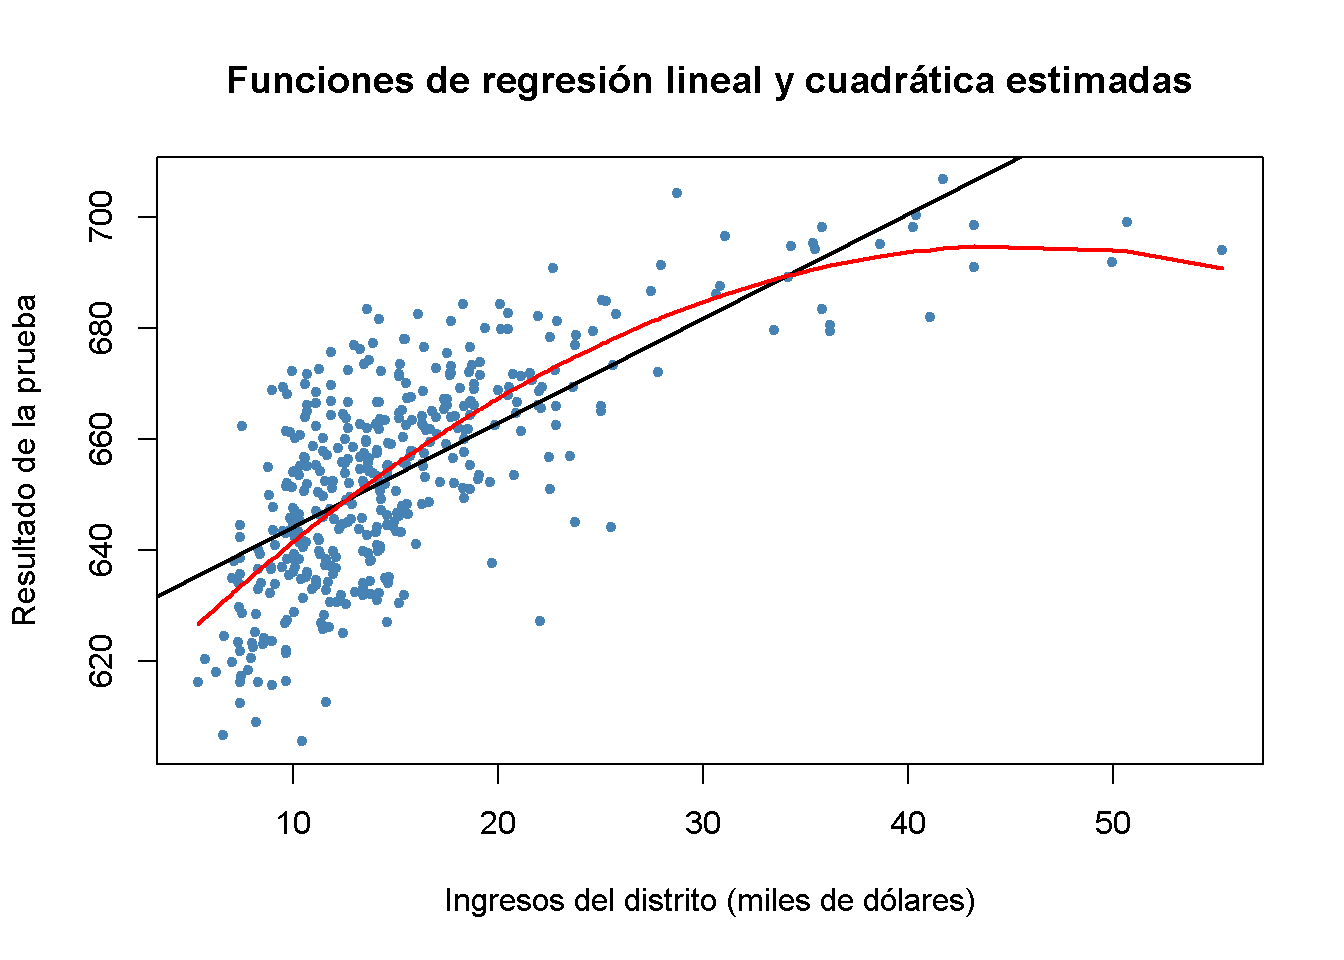 Funciones de regresión lineal y cuadrática estimadas
Resultado de la prueba
700
680
660
640
620
10 20 30 40 50
Ingresos del distrito (miles de dólares)